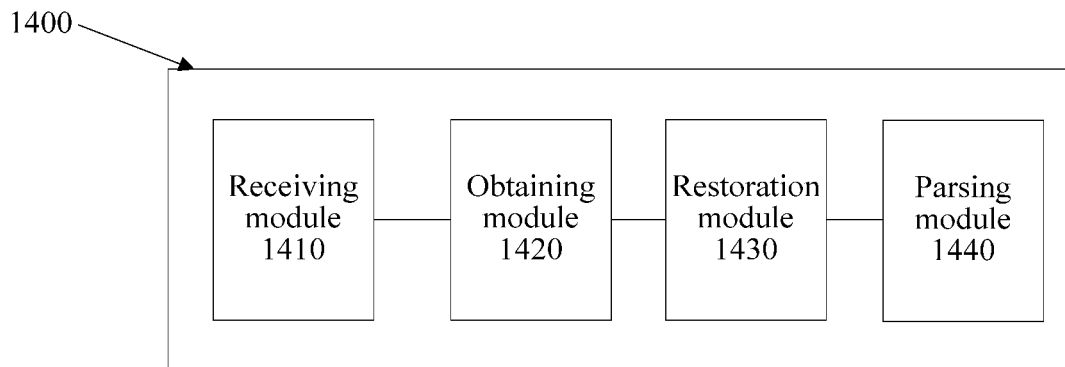 1400
Receiving
module
1410
Obtaining
module
1420
Restoration
module
1430
Parsing
module
1440